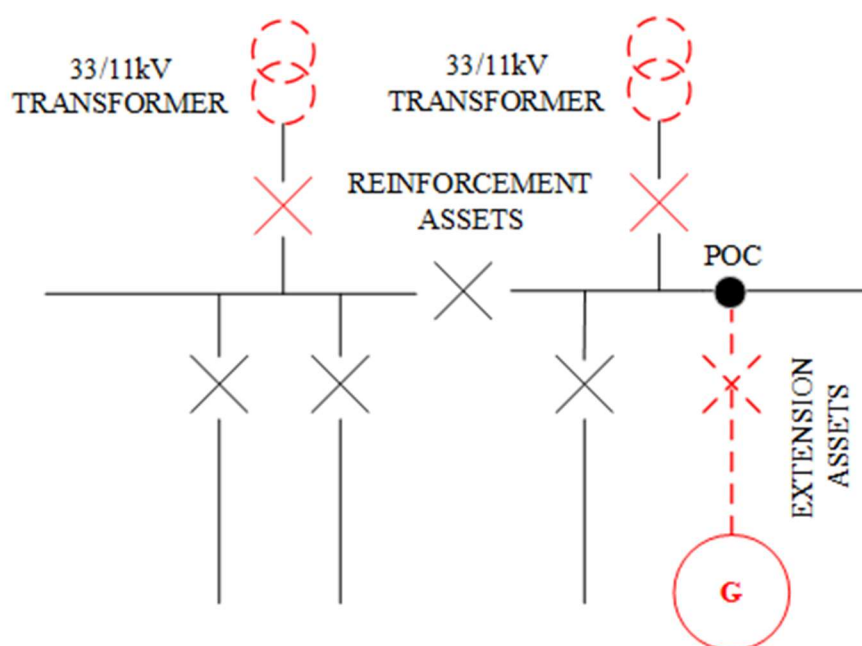 33/11kV
TRANSFORMER
33/11kV
TRANSFORMER
REINFORCEMENT
ASSETS
POC
EXTENSION
ASSETS
G